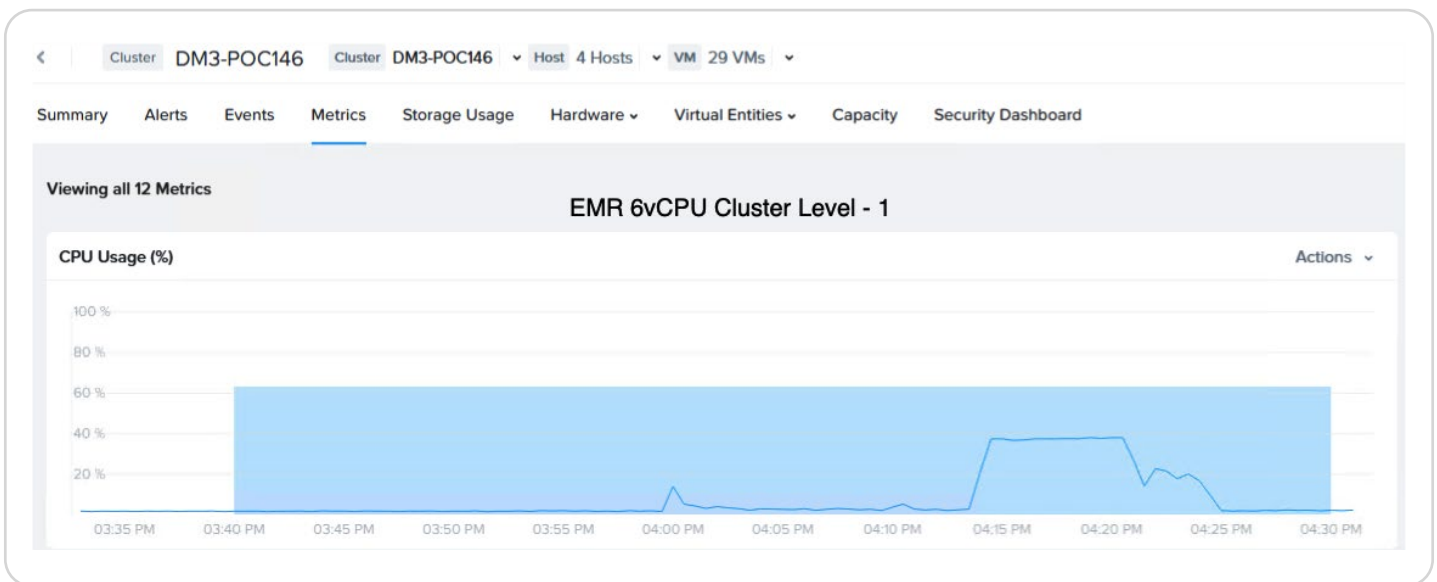 Cluster DM3-POC146 Cluster DM3-POC146 Host 4 Hosts VM 29 VMs
Summary Alerts Events Metrics Storage Usage Hardware Virtual Entities Capacity Security Dashboard
Viewing all 12 Metrics
EMR 6vCPU Cluster Level - 1
CPU Usage (%) Actions
100 %
80 %
60 %
40 %
20 %
03:35 PM 03:40 PM 03:45 PM 03:50 PM 03:55 PM 04:00 PM 04:05 PM 04:10 PM 04:15 PM 04:20 PM 04:25 PM 04:30 PM